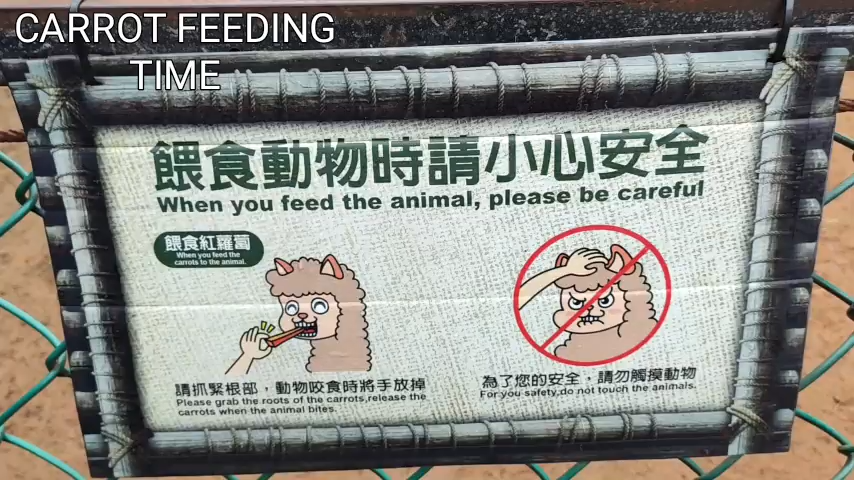 CARROT FEEDING
TIME
餵食動物時請小心安全
When you feed the animal, please be careful
餵食紅蘿蔔
When you feed the
carrots to the animal.
請抓緊根部，動物咬食時將手放掉
Please grab the roots of the carrots,release the
carrots when the animal bites.
為了您的安全，請勿觸摸動物
For you safety,do not touch the animals.